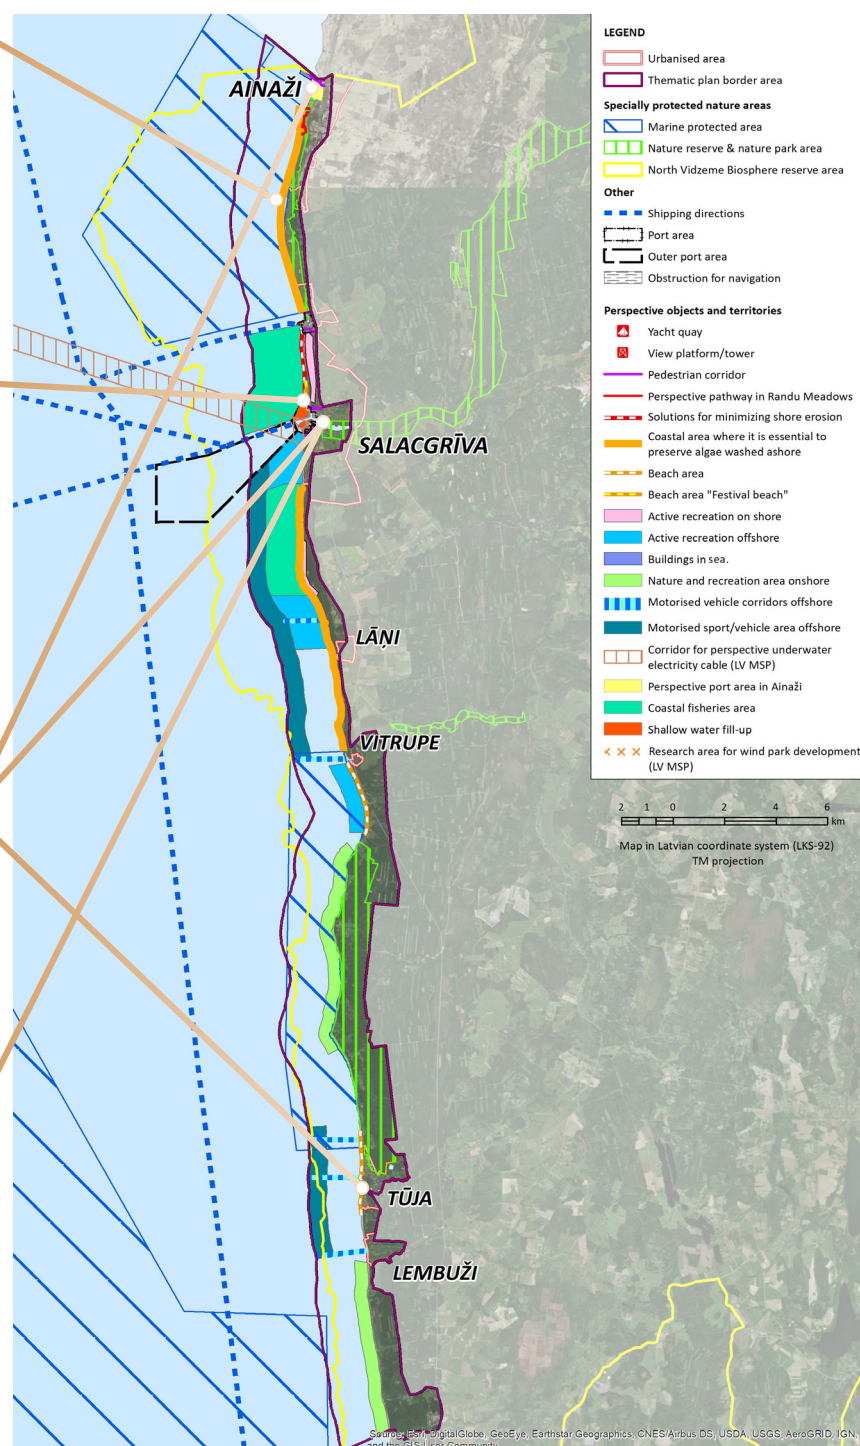 AINAŽI
SALACGRĪVA
LĀŅI
VITRUPE
TŪJA
LEMBUŽI
LEGEND
Urbanised area
Thematic plan border area
Specially protected nature areas
Marine protected area
Nature reserve & nature park area
North Vidzeme Biosphere reserve area
Other
Shipping directions
Port area
Outer port area
Obstruction for navigation
Perspective objects and territories
Yacht quay
View platform/tower
Pedestrian corridor
Perspective pathway in Randu Meadows
Solutions for minimizing shore erosion
Coastal area where it is essential to
preserve algae washed ashore
Beach area
Beach area "Festival beach"
Active recreation on shore
Active recreation offshore
Buildings in sea.
Nature and recreation area onshore
Motorised vehicle corridors offshore
Motorised sport/vehicle area offshore
Corridor for perspective underwater
electricity cable (LV MSP)
Perspective port area in Ainaži
Coastal fisheries area
Shallow water fill-up
Research area for wind park development
(LV MSP)
2 1 0 2 4 6
km
Map in Latvian coordinate system (LKS-92)
TM projection
Source: Esri, DigitalGlobe, GeoEye, Earthstar Geographics, CNES/Airbus DS, USDA, USGS, AeroGRID, IGN,
and the GIS User Community